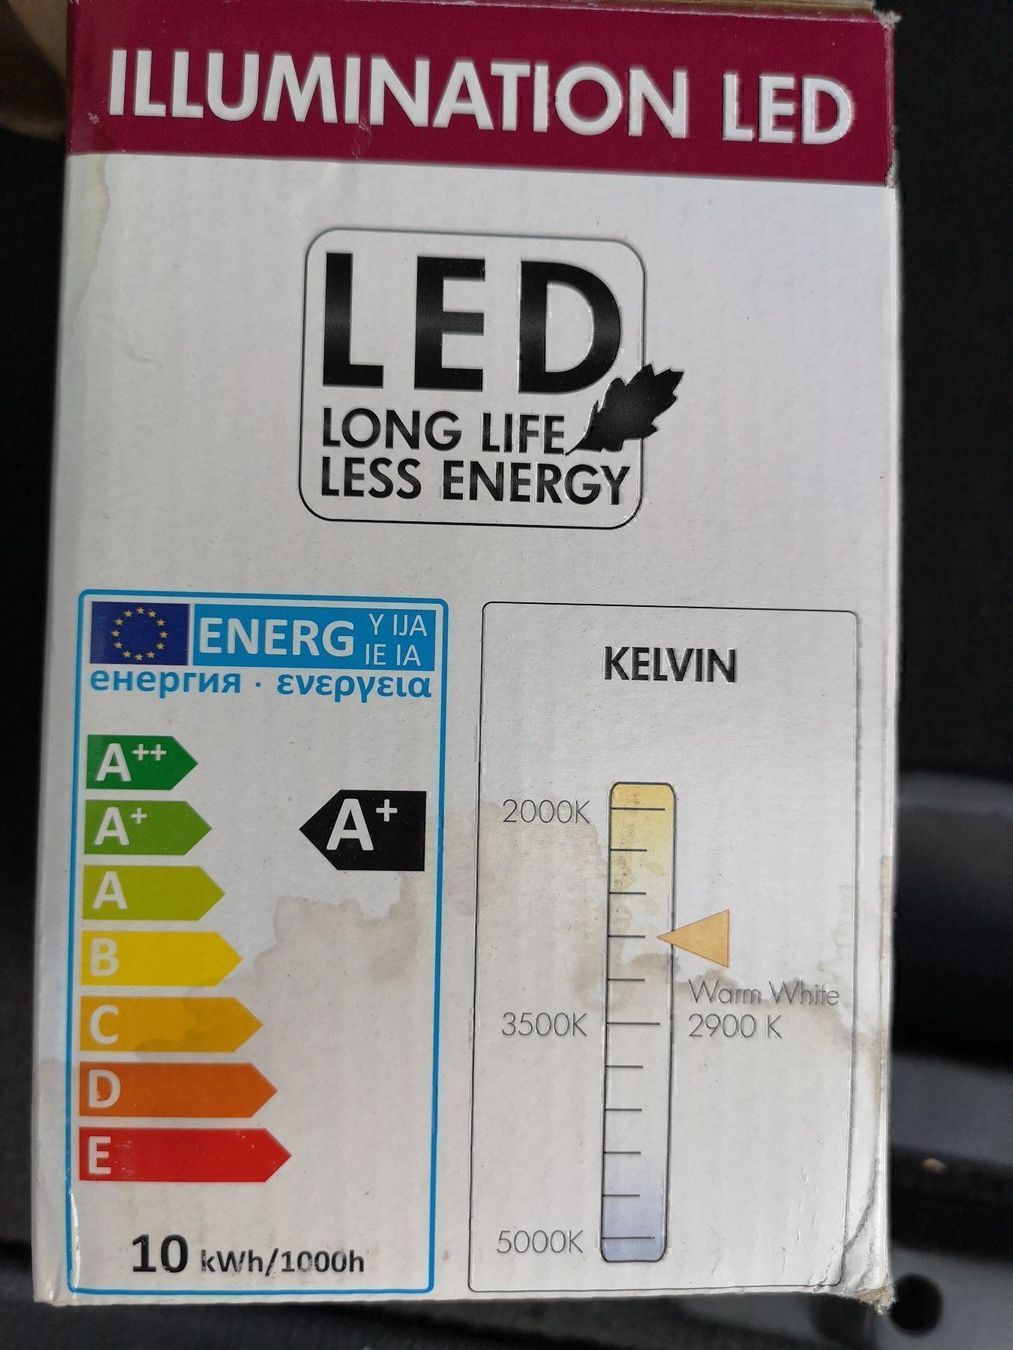 ILLUMINATION LED
LED
LONG LIFE
LESS ENERGY
ENERG Y IJA
IE IA
енергия · ενεργεια
A++
A+
A+
A
B
C
D
E
10 kWh/1000h
KELVIN
2000K
Warm White
3500K
2900 K
5000K